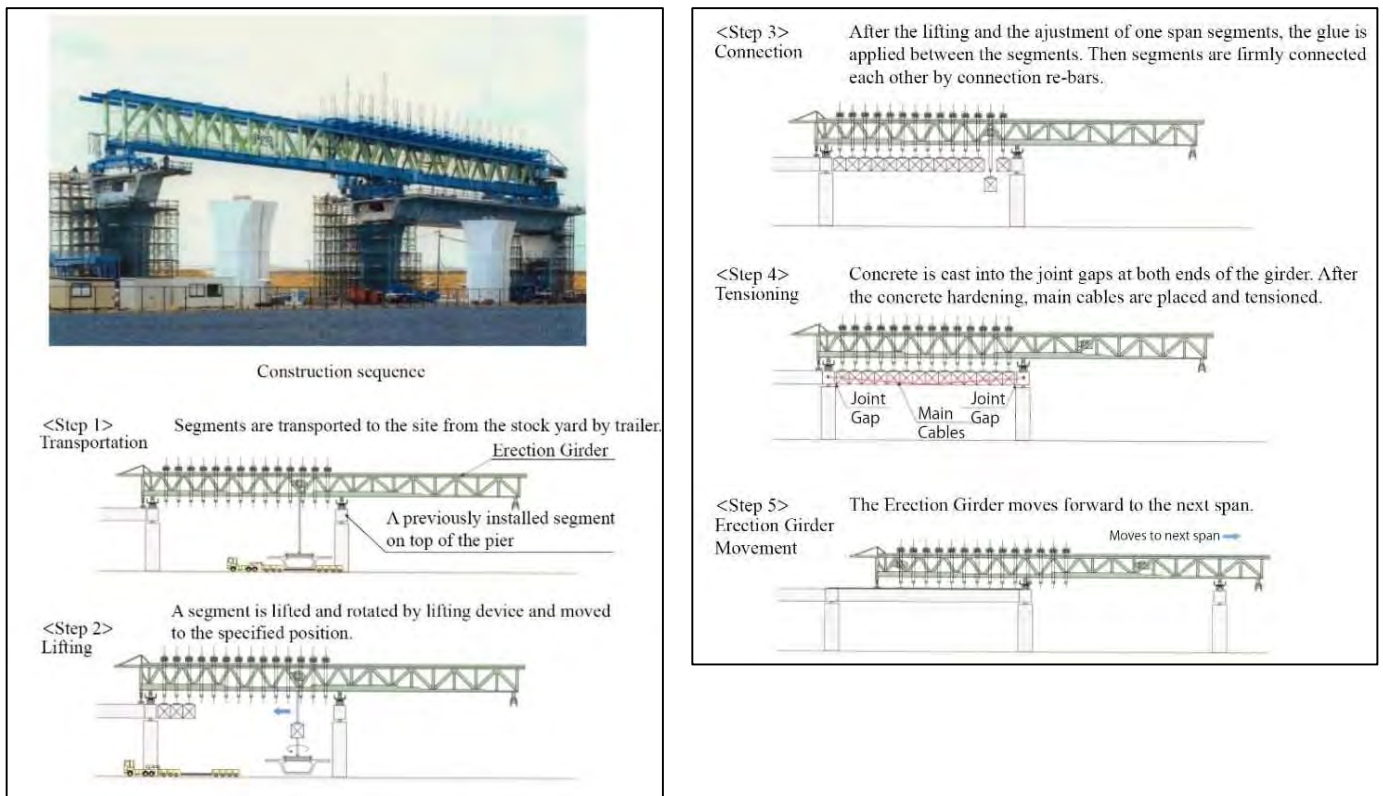 Construction sequence
<Step 1>
Transportation
Segments are transported to the site from the stock yard by trailer.
Erection Girder
A previously installed segment
on top of the pier
<Step 2>
Lifting
A segment is lifted and rotated by lifting device and moved
to the specified position.
<Step 3>
Connection
After the lifting and the ajustment of one span segments, the glue is
applied between the segments. Then segments are firmly connected
each other by connection re-bars.
<Step 4>
Tensioning
Concrete is cast into the joint gaps at both ends of the girder. After
the concrete hardening, main cables are placed and tensioned.
Joint
Gap
Main
Cables
Joint
Gap
<Step 5>
Erection Girder
Movement
The Erection Girder moves forward to the next span.
Moves to next span